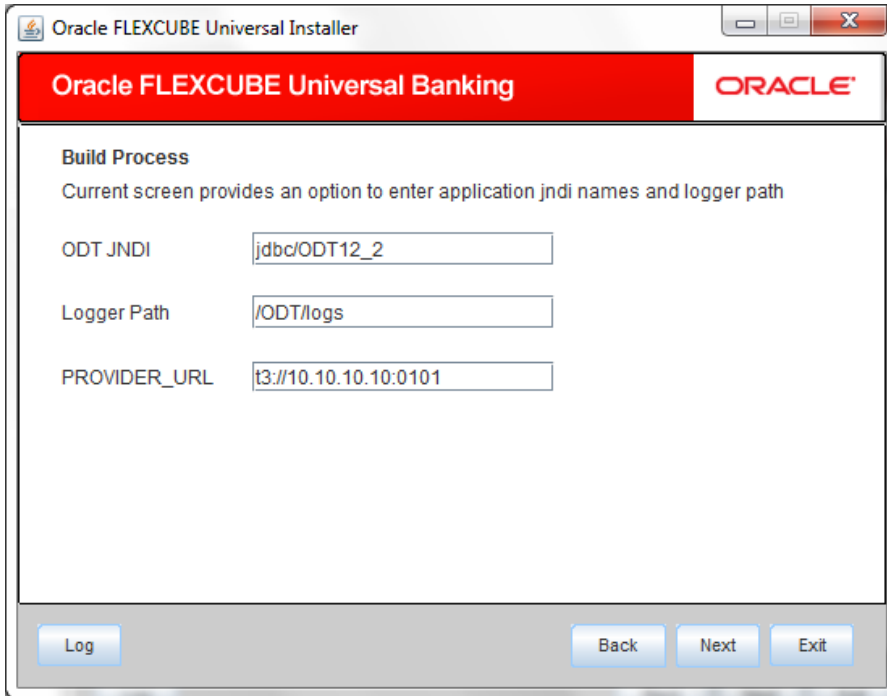 Oracle FLEXCUBE Universal Installer
Oracle FLEXCUBE Universal Banking
ORACLE
Build Process
Current screen provides an option to enter application jndi names and logger path
ODT JNDI jdbc/ODT12_2
Logger Path /ODT/logs
PROVIDER_URL t3://10.10.10.10:0101
Log Back Next Exit